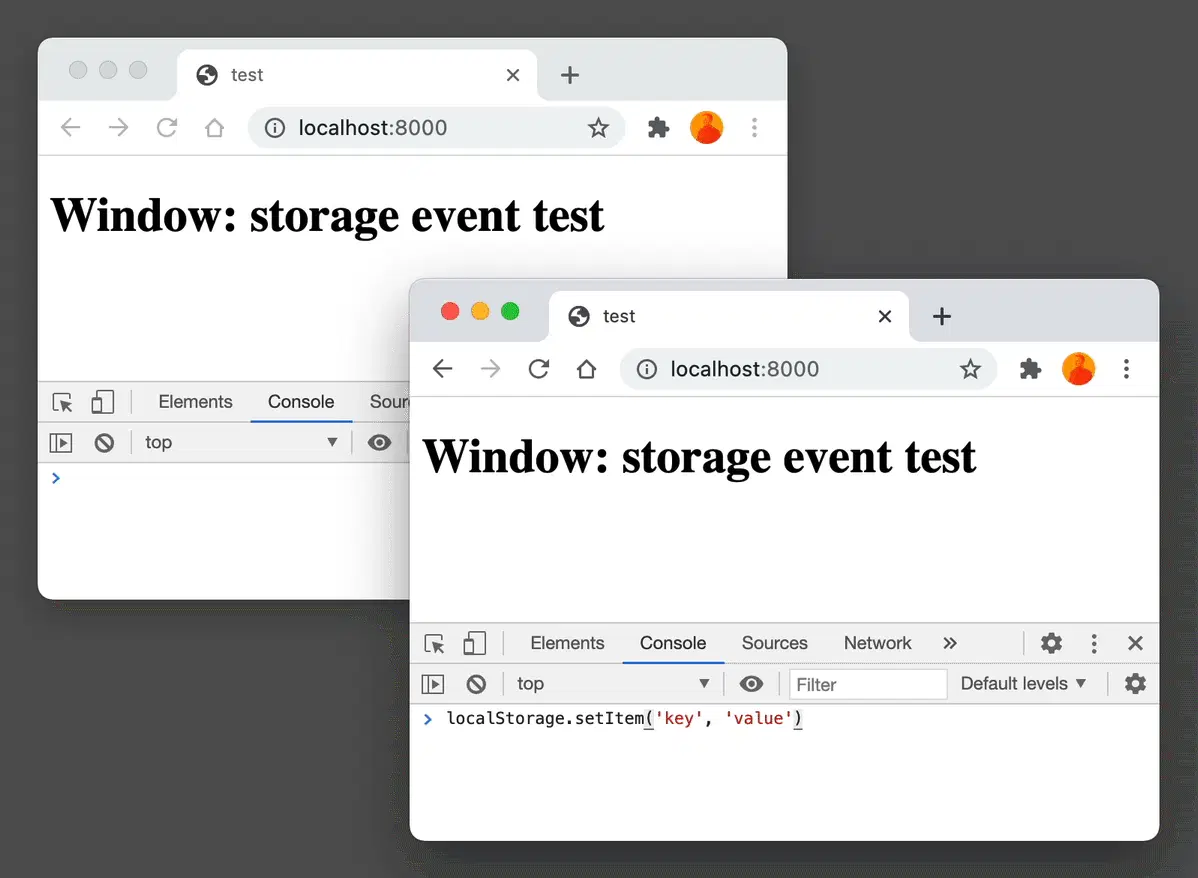 test
localhost:8000
Window: storage event test
Elements Console Sour
top
test
localhost:8000
Window: storage event test
Elements Console Sources Network
top Filter Default levels
localStorage.setItem('key', 'value')